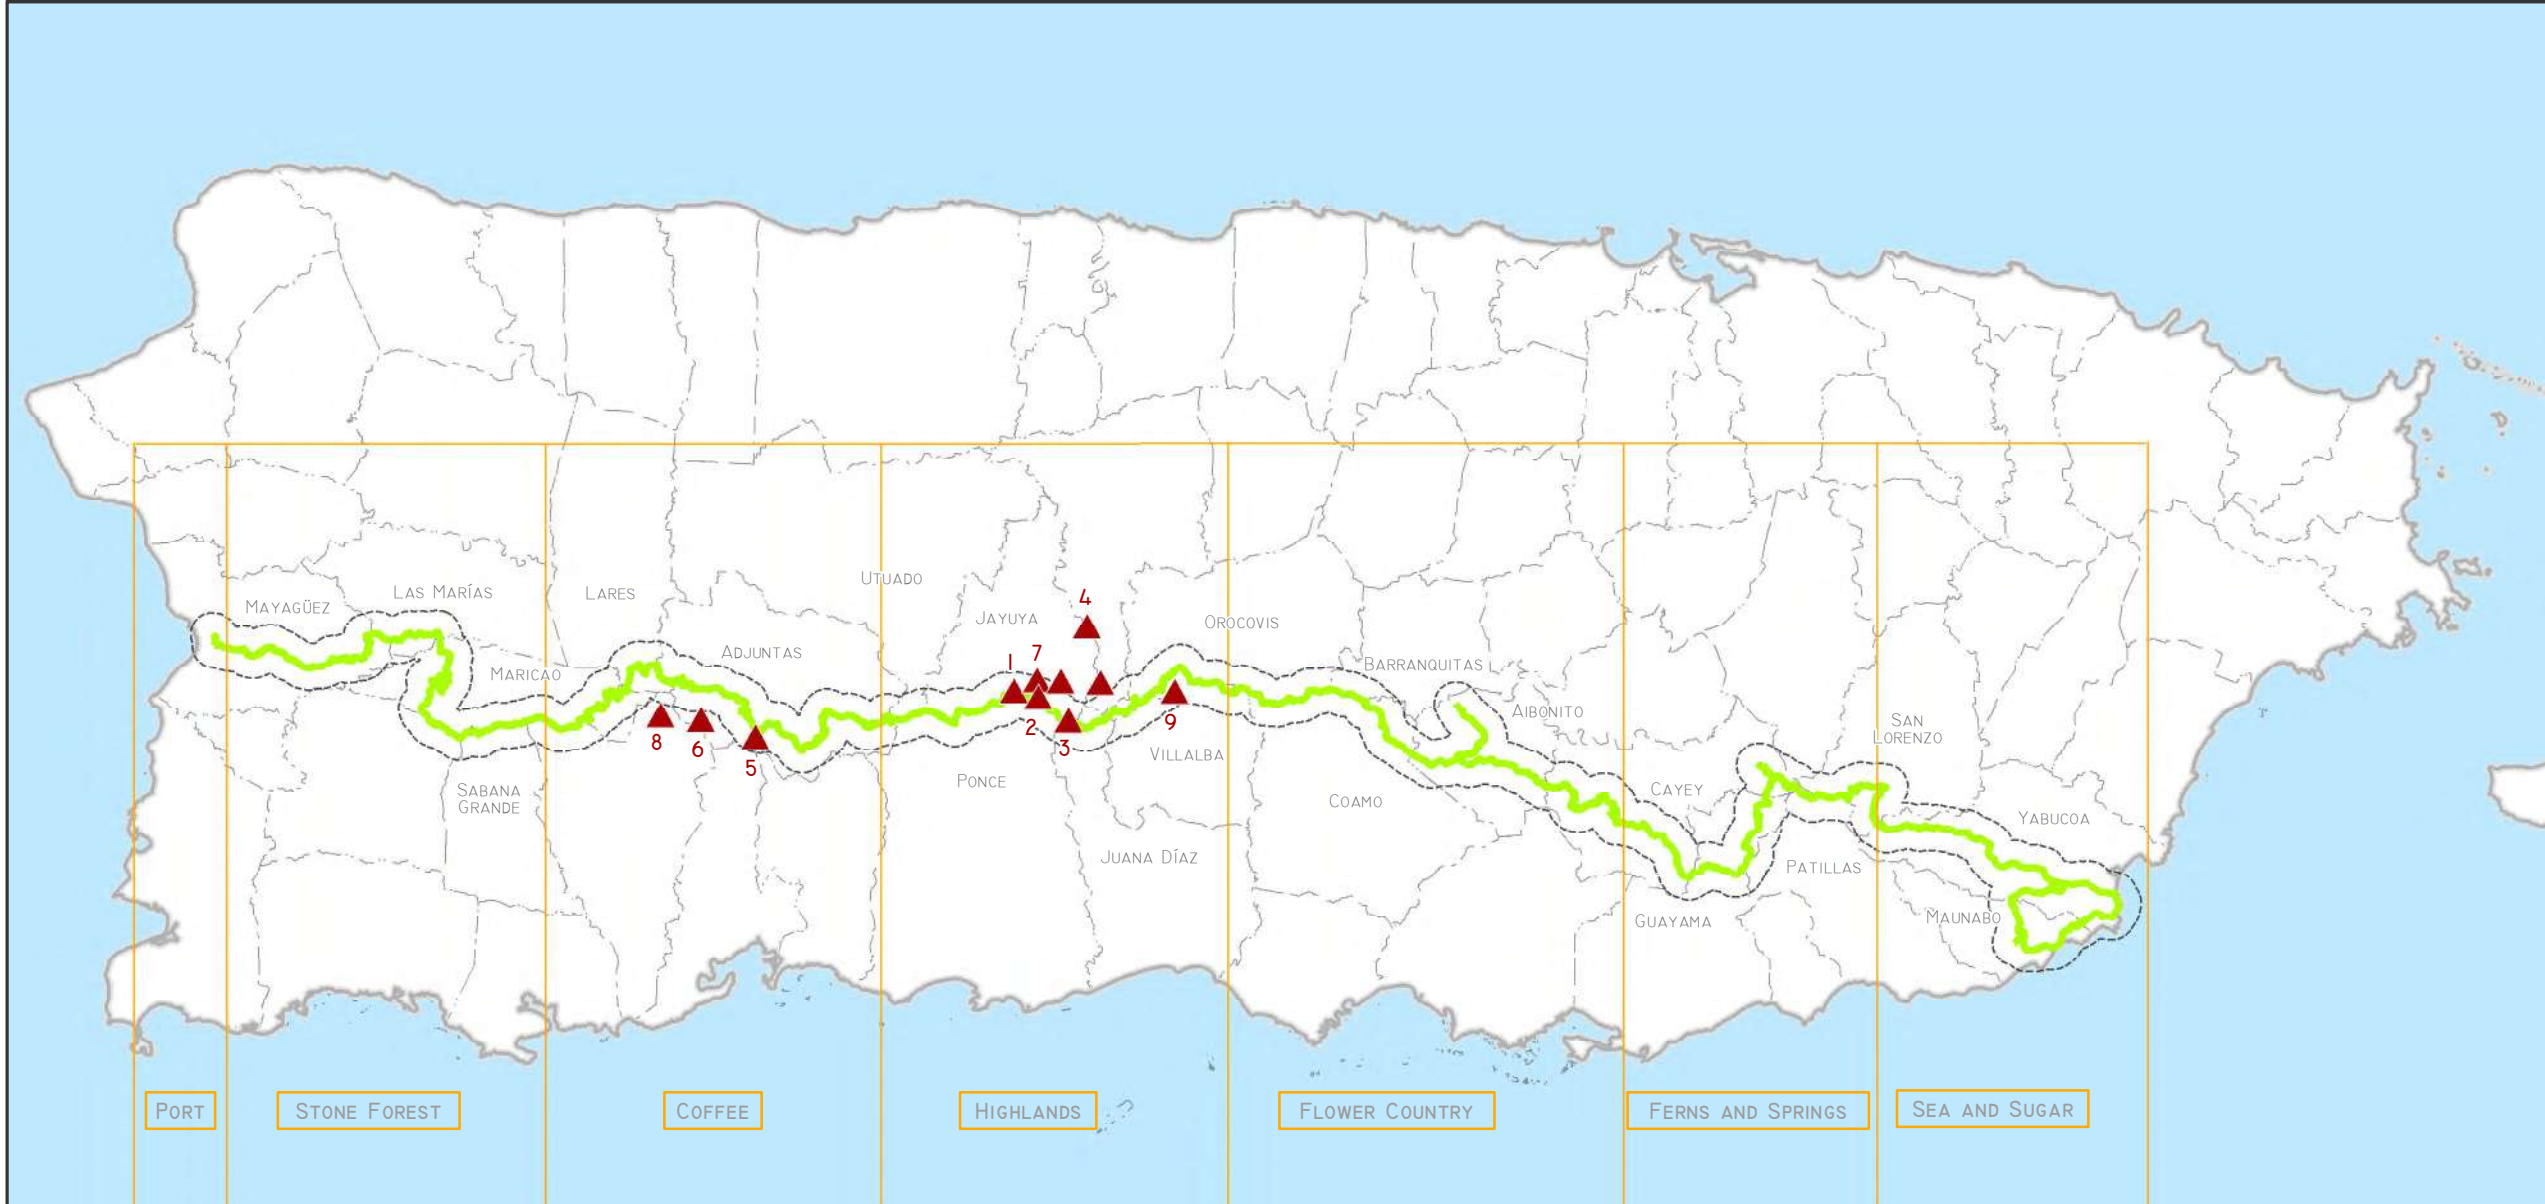 Utuado
Las Marías
Lares
4
Mayagüez
Jayuya
Orocovis
Adjuntas
1
7
Barranquitas
Maricao
Aibonito
San
Lorenzo
8
6
5
2
3
9
Villalba
Ponce
Sabana
Grande
Cayey
Coamo
Yabucoa
Juana Díaz
Patillas
Guayama
Maunabo
Port
Stone Forest
Coffee
Highlands
Flower Country
Ferns and Springs
Sea and Sugar